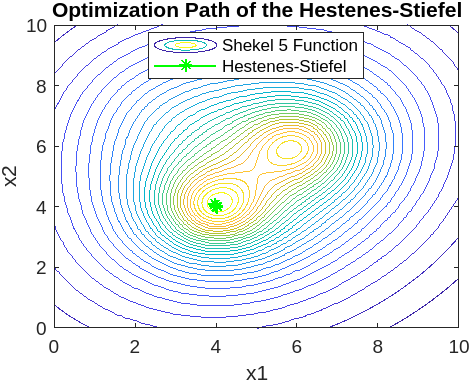 Optimization Path of the Hestenes-Stiefel
Shekel 5 Function
Hestenes-Stiefel
10
8
6
4
2
0
x2
0 2 4 6 8 10
x1